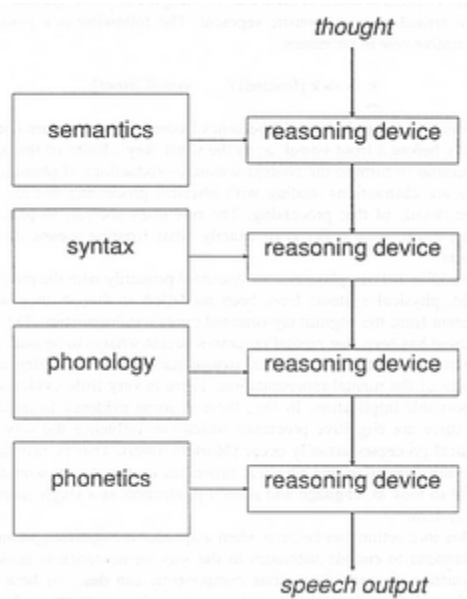 thought
semantics
reasoning device
syntax
reasoning device
phonology
reasoning device
phonetics
reasoning device
speech output